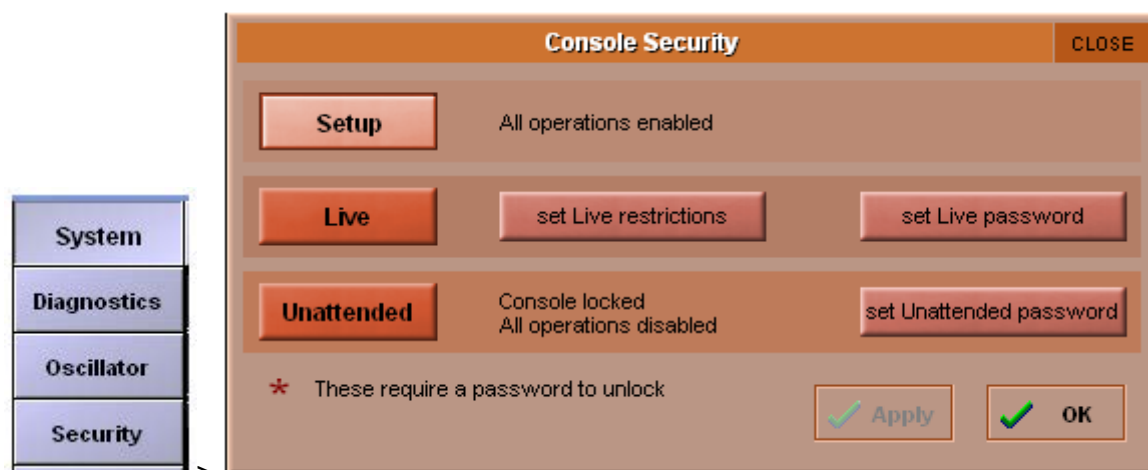 Console Security
CLOSE
Setup
All operations enabled
Live
set Live restrictions
set Live password
Unattended
Console locked
All operations disabled
set Unattended password
* These require a password to unlock
Apply
OK
System
Diagnostics
Oscillator
Security
>